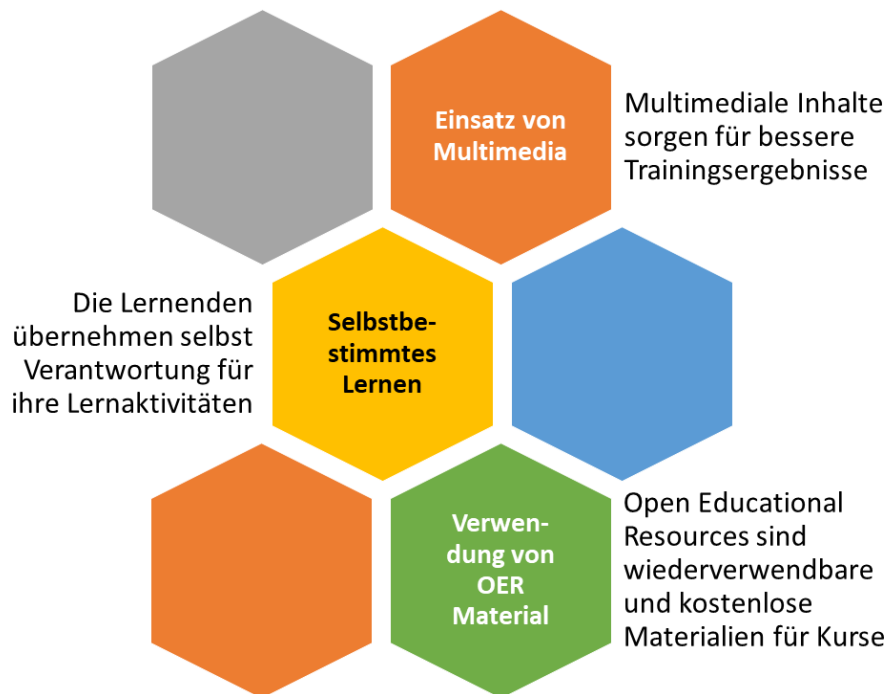 Einsatz von
Multimedia
Multimediale Inhalte
sorgen für bessere
Trainingsergebnisse
Die Lernenden
übernehmen selbst
Verantwortung für
ihre Lernaktivitäten
Selbstbe-
stimmtes
Lernen
Verwen-
dung von
OER
Material
Open Educational
Resources sind
wiederverwendbare
und kostenlose
Materialien für Kurse